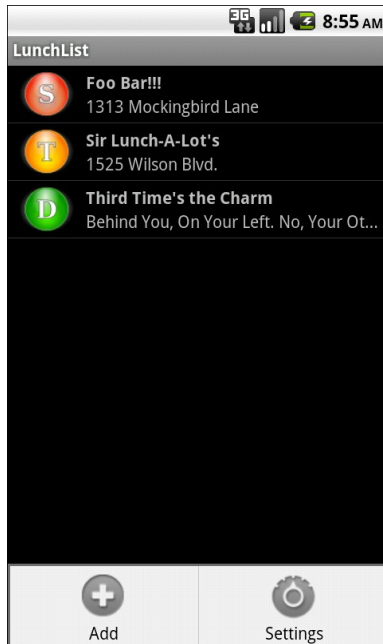 3G 8:55 AM
LunchList
S
Foo Bar!!!
1313 Mockingbird Lane
T
Sir Lunch-A-Lot's
1525 Wilson Blvd.
D
Third Time's the Charm
Behind You, On Your Left. No, Your Ot...
Add
Settings